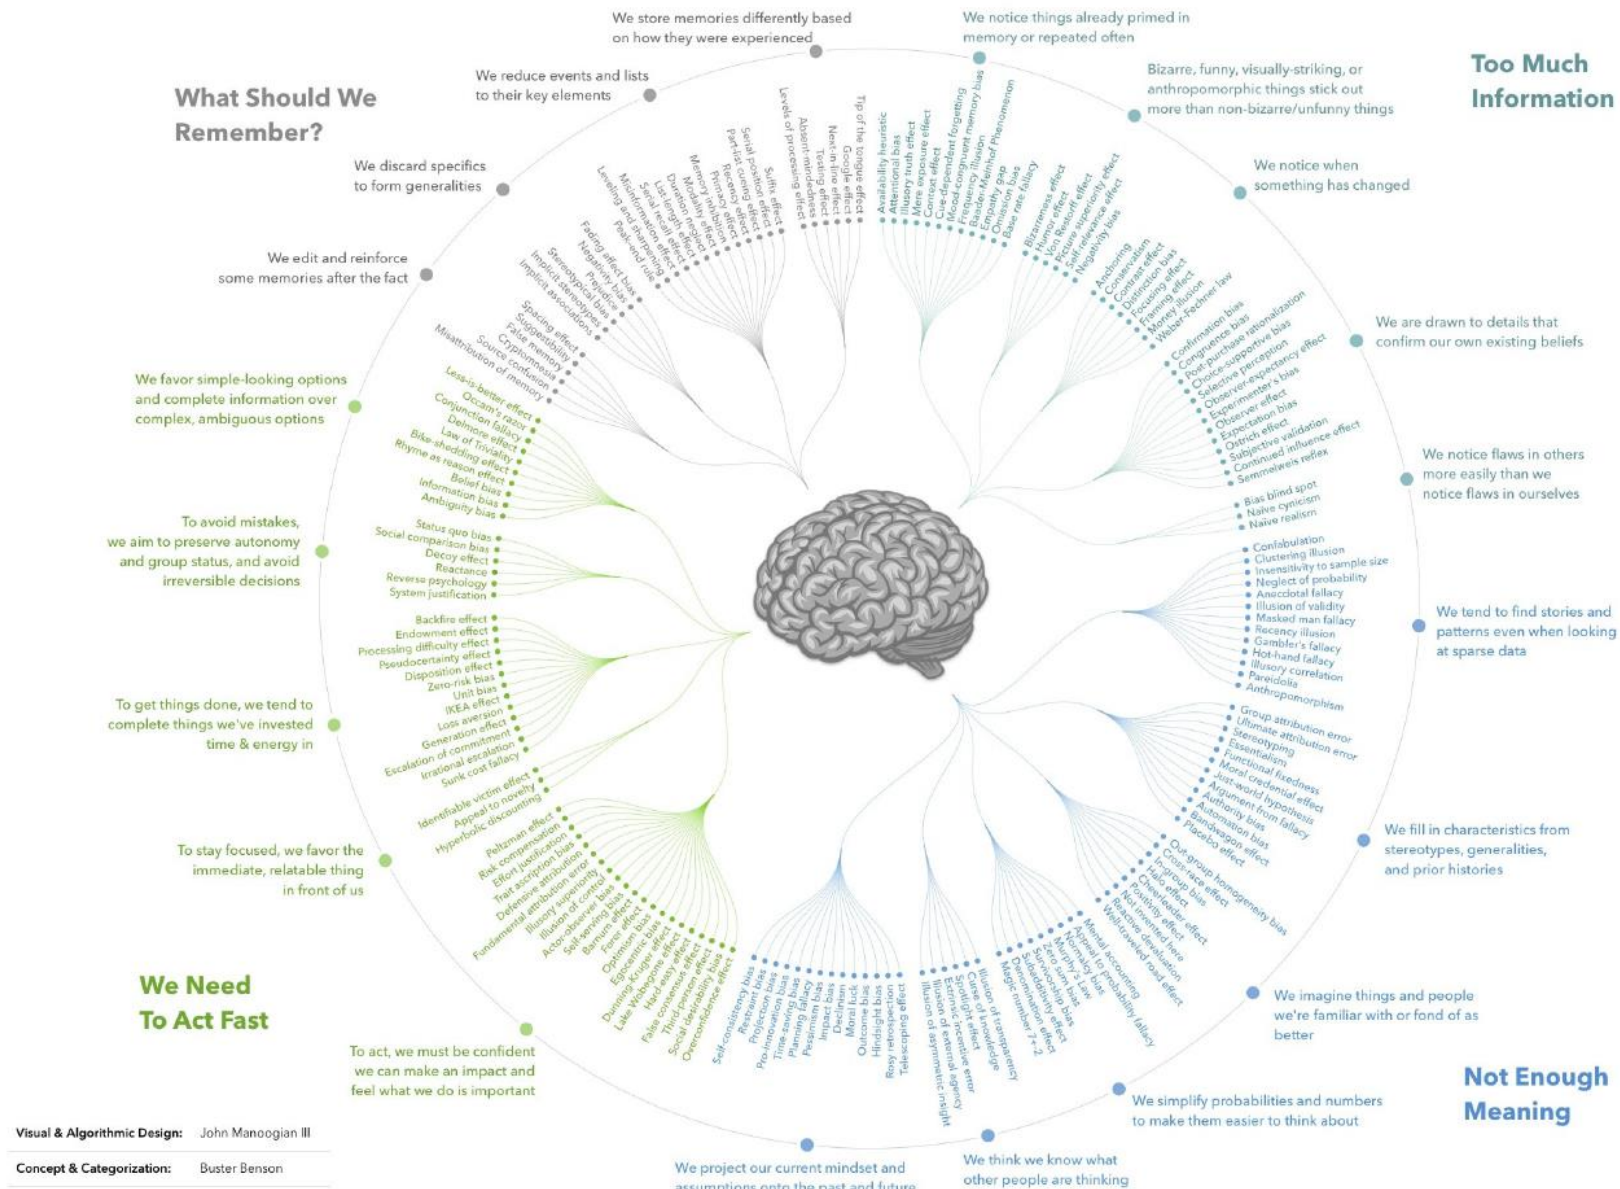 We store memories differently based
on how they were experienced
We notice things already primed in
memory or repeated often
We reduce events and lists
to their key elements
Bizarre, funny, visually-striking, or
anthropomorphic things stick out
more than non-bizarre/unfunny things
Too Much
Information
What Should We
Remember?
We discard specifics
to form generalities
We notice when
something has changed
We edit and reinforce
some memories after the fact
We are drawn to details that
confirm our own existing beliefs
We favor simple-looking options
and complete information over
complex, ambiguous options
We notice flaws in others
more easily than we
notice flaws in ourselves
To avoid mistakes,
we aim to preserve autonomy
and group status, and avoid
irreversible decisions
We tend to find stories and
patterns even when looking
at sparse data
To get things done, we tend to
complete things we've invested
time & energy in
We fill in characteristics from
stereotypes, generalities,
and prior histories
To stay focused, we favor the
immediate, relatable thing
in front of us
We imagine things and people
we're familiar with or fond of as
better
We Need
To Act Fast
To act, we must be confident
we can make an impact and
feel what we do is important
Not Enough
Meaning
We simplify probabilities and numbers
to make them easier to think about
We think we know what
other people are thinking
We project our current mindset and
assumptions onto the past and future
Availability heuristic
Attentional bias
Illusory truth effect
Mere exposure effect
Context effect
Cue-dependent forgetting
Mood-congruent memory bias
Frequency illusion
Baader-Meinhof Phenomenon
Empathy gap
Omission bias
Base rate fallacy
Bizarreness effect
Humor effect
Von Restorff effect
Picture superiority effect
Self-relevance effect
Negativity bias
Anchoring
Conservatism
Contrast effect
Distinction bias
Focusing effect
Framing effect
Money illusion
Weber–Fechner law
Confirmation bias
Congruence bias
Post-purchase rationalization
Choice-supportive bias
Selective perception
Observer-expectancy effect
Experimenter's bias
Observer effect
Expectation bias
Ostrich effect
Subjective validation
Continued influence effect
Semmelweis reflex
Bias blind spot
Naïve cynicism
Naïve realism
Confabulation
Clustering illusion
Insensitivity to sample size
Neglect of probability
Anecdotal fallacy
Illusion of validity
Masked man fallacy
Recency illusion
Gambler's fallacy
Hot-hand fallacy
Illusory correlation
Pareidolia
Anthropomorphism
Group attribution error
Ultimate attribution error
Stereotyping
Essentialism
Functional fixedness
Moral credential effect
Just-world hypothesis
Argument from fallacy
Authority bias
Automation bias
Bandwagon effect
Placebo effect
Out-group homogeneity bias
Cross-race effect
In-group bias
Halo effect
Cheerleader effect
Positivity effect
Not invented here
Reactive devaluation
Well-traveled road effect
Mental accounting
Appeal to probability fallacy
Normalcy bias
Murphy's Law
Zero sum bias
Survivorship bias
Subadditivity effect
Denomination effect
Magic number 7+-2
Illusion of transparency
Curse of knowledge
Spotlight effect
Extrinsic incentive error
Illusion of external agency
Illusion of asymmetric insight
Telescoping effect
Rosy retrospection
Hindsight bias
Outcome bias
Moral luck
Declinism
Impact bias
Pessimism bias
Planning fallacy
Time-saving bias
Pro-innovation bias
Projection bias
Restraint bias
Self-consistency bias
Overconfidence effect
Social desirability bias
Third-person effect
False consensus effect
Hard-easy effect
Lake Wobegone effect
Dunning-Kruger effect
Egocentric bias
Optimism bias
Forer effect
Barnum effect
Self-serving bias
Actor-observer bias
Illusion of control
Illusory superiority
Fundamental attribution error
Defensive attribution
Trait ascription bias
Effort justification
Risk compensation
Peltzman effect
Hyperbolic discounting
Appeal to novelty
Identifiable victim effect
Sunk cost fallacy
Irrational escalation
Escalation of commitment
Generation effect
Loss aversion
IKEA effect
Unit bias
Zero-risk bias
Disposition effect
Pseudocertainty effect
Processing difficulty effect
Endowment effect
Backfire effect
System justification
Reverse psychology
Reactance
Decoy effect
Social comparison bias
Status quo bias
Ambiguity bias
Information bias
Belief bias
Rhyme as reason effect
Bike-shedding effect
Law of Triviality
Delmore effect
Conjunction fallacy
Occam's razor
Less-is-better effect
Misattribution of memory
Source confusion
Cryptomnesia
False memory
Suggestibility
Spacing effect
Implicit associations
Implicit stereotypes
Stereotypical bias
Prejudice
Negativity bias
Fading affect bias
Peak-end rule
Leveling and sharpening
Misinformation effect
Serial recall effect
List-length effect
Duration neglect
Modality effect
Memory inhibition
Primacy effect
Recency effect
Part-list cueing effect
Serial position effect
Suffix effect
Levels of processing effect
Absent-mindedness
Testing effect
Next-in-line effect
Google effect
Tip of the tongue effect
Visual & Algorithmic Design: John Manoogian III
Concept & Categorization: Buster Benson